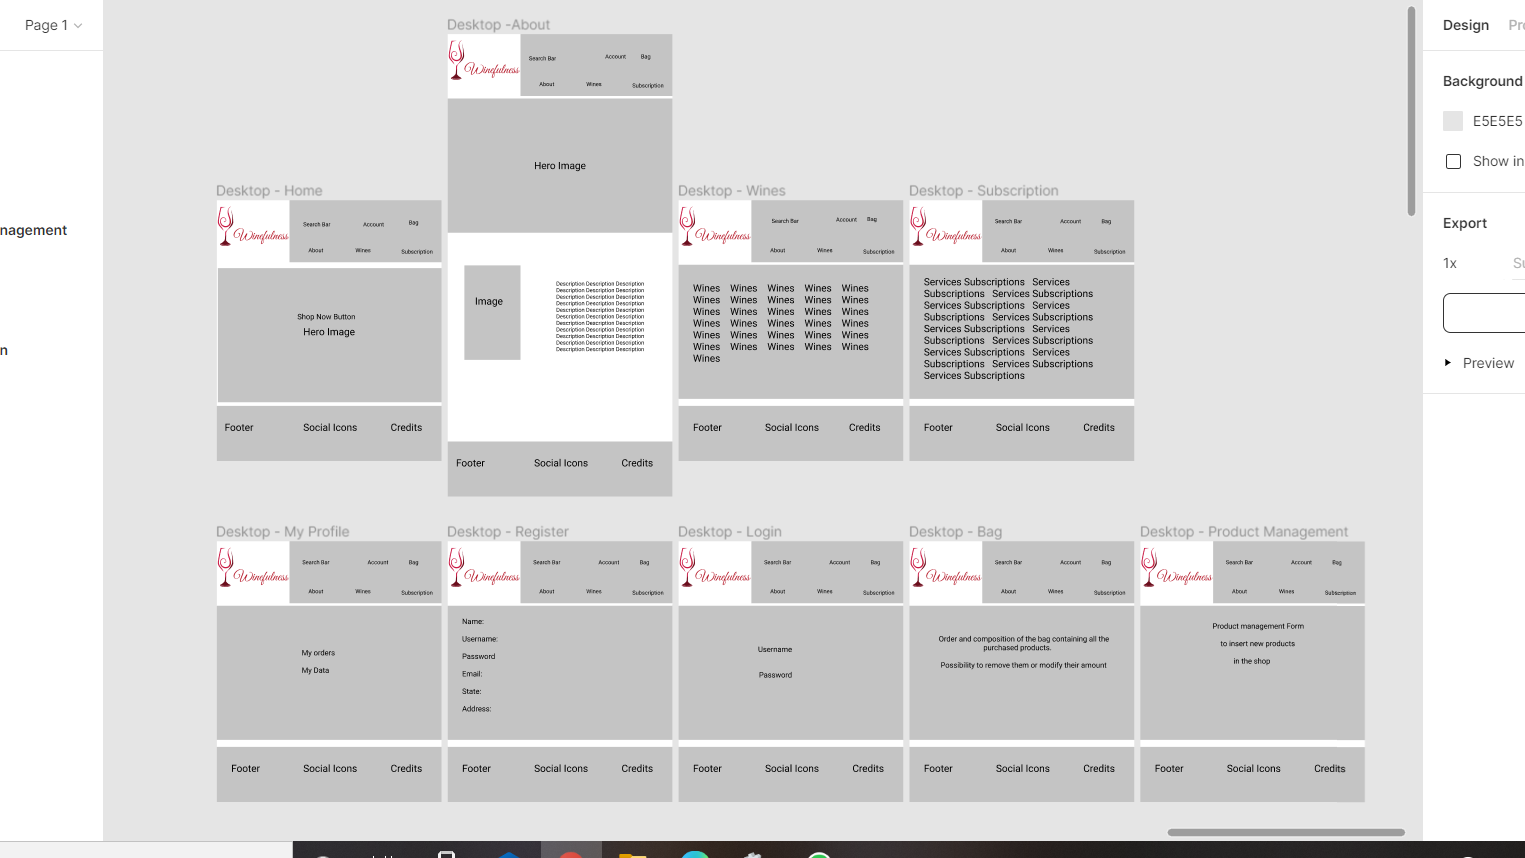 Page 1
nagement
n
Desktop -About
Winefulness
Search Bar
Account
Bag
About
Wines
Subscription
Hero Image
Image
Description Description Description
Description Description Description
Description Description Description
Description Description Description
Description Description Description
Description Description Description
Description Description Description
Description Description Description
Description Description Description
Description Description Description
Description Description Description
Footer
Social Icons
Credits
Desktop - Home
Winefulness
Search Bar
Account
Bag
About
Wines
Subscription
Shop Now Button
Hero Image
Footer
Social Icons
Credits
Desktop - Wines
Winefulness
Search Bar
Account
Bag
About
Wines
Subscription
Wines Wines Wines Wines Wines
Wines Wines Wines Wines Wines
Wines Wines Wines Wines Wines
Wines Wines Wines Wines Wines
Wines Wines Wines Wines Wines
Wines Wines Wines Wines Wines
Wines
Footer
Social Icons
Credits
Desktop - Subscription
Winefulness
Search Bar
Account
Bag
About
Wines
Subscription
Services Subscriptions Services
Subscriptions Services Subscriptions
Services Subscriptions Services
Subscriptions Services Subscriptions
Services Subscriptions Services
Subscriptions Services Subscriptions
Services Subscriptions Services
Subscriptions Services Subscriptions
Services Subscriptions
Footer
Social Icons
Credits
Desktop - My Profile
Winefulness
Search Bar
Account
Bag
About
Wines
Subscription
My orders
My Data
Footer
Social Icons
Credits
Desktop - Register
Winefulness
Search Bar
Account
Bag
About
Wines
Subscription
Name:
Username:
Password
Email:
State:
Address:
Footer
Social Icons
Credits
Desktop - Login
Winefulness
Search Bar
Account
Bag
About
Wines
Subscription
Username
Password
Footer
Social Icons
Credits
Desktop - Bag
Winefulness
Search Bar
Account
Bag
About
Wines
Subscription
Order and composition of the bag containing all the
purchased products.
Possibility to remove them or modify their amount
Footer
Social Icons
Credits
Desktop - Product Management
Winefulness
Search Bar
Account
Bag
About
Wines
Subscription
Product management Form
to insert new products
in the shop
Footer
Social Icons
Credits
Design
Pr
Background
E5E5E5
Show in
Export
1x
Su
Preview